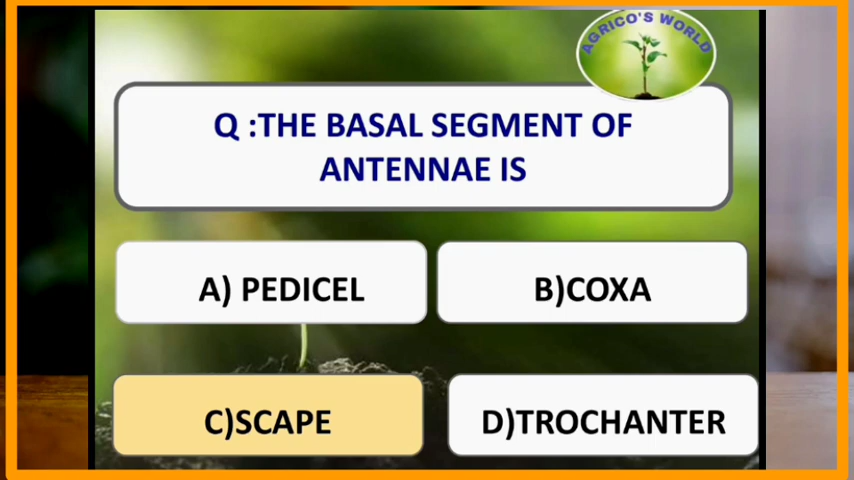 AGRICO'S WORLD
Q :THE BASAL SEGMENT OF
ANTENNAE IS
A) PEDICEL
B)COXA
C)SCAPE
D)TROCHANTER